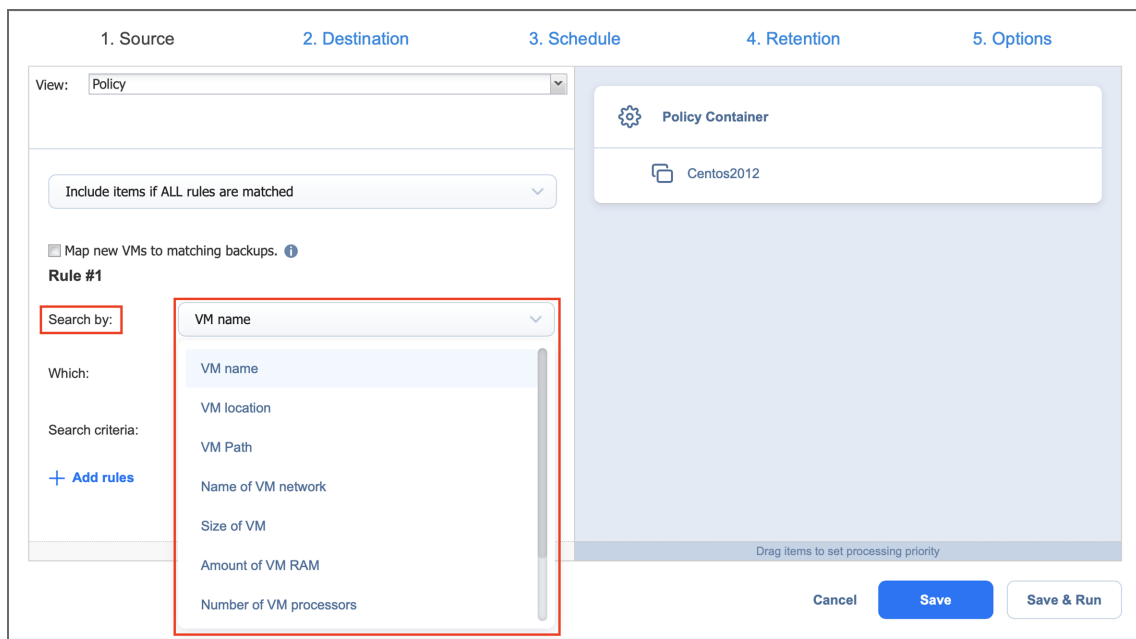 1. Source 2. Destination 3. Schedule 4. Retention 5. Options
View: Policy
Policy Container
Centos2012
Include items if ALL rules are matched
Map new VMs to matching backups.
Rule #1
Search by: VM name
VM name
Which:
VM location
Search criteria:
VM Path
+ Add rules
Name of VM network
Size of VM
Amount of VM RAM
Number of VM processors
Drag items to set processing priority
Cancel Save Save & Run